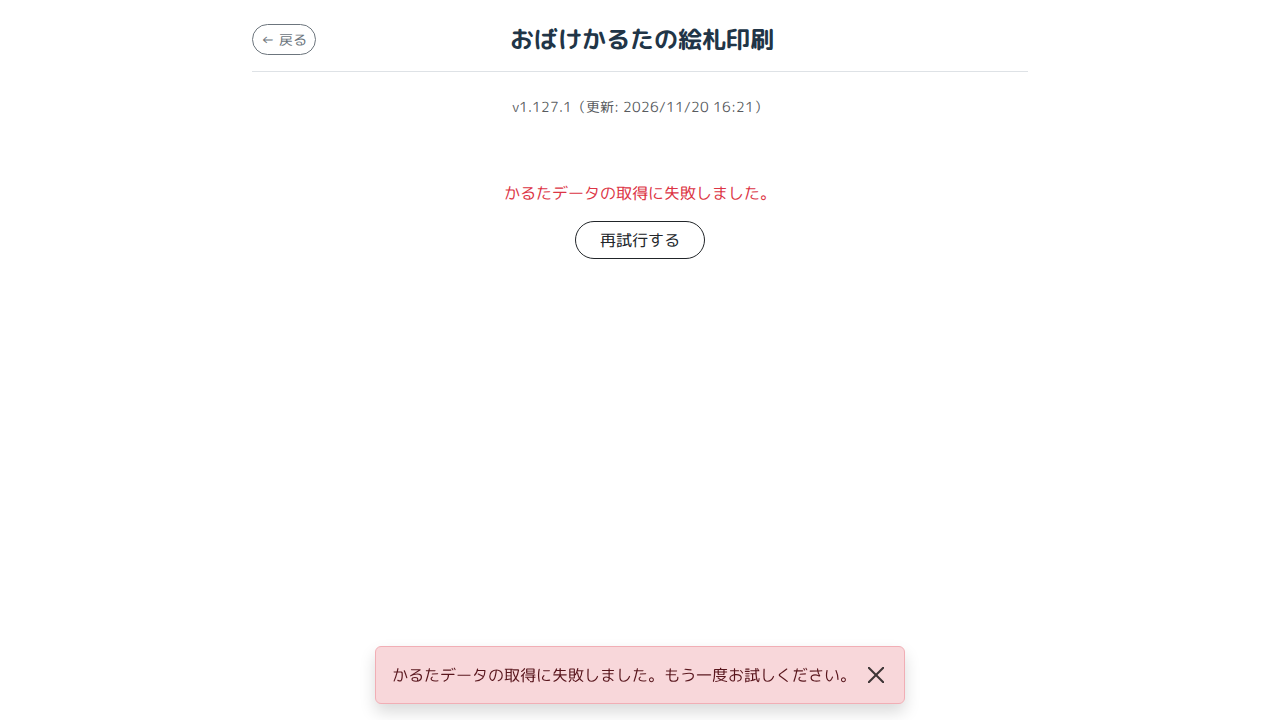 ← 戻る
おばけかるたの絵札印刷
v1.127.1（更新: 2026/11/20 16:21）
かるたデータの取得に失敗しました。
再試行する
かるたデータの取得に失敗しました。もう一度お試しください。